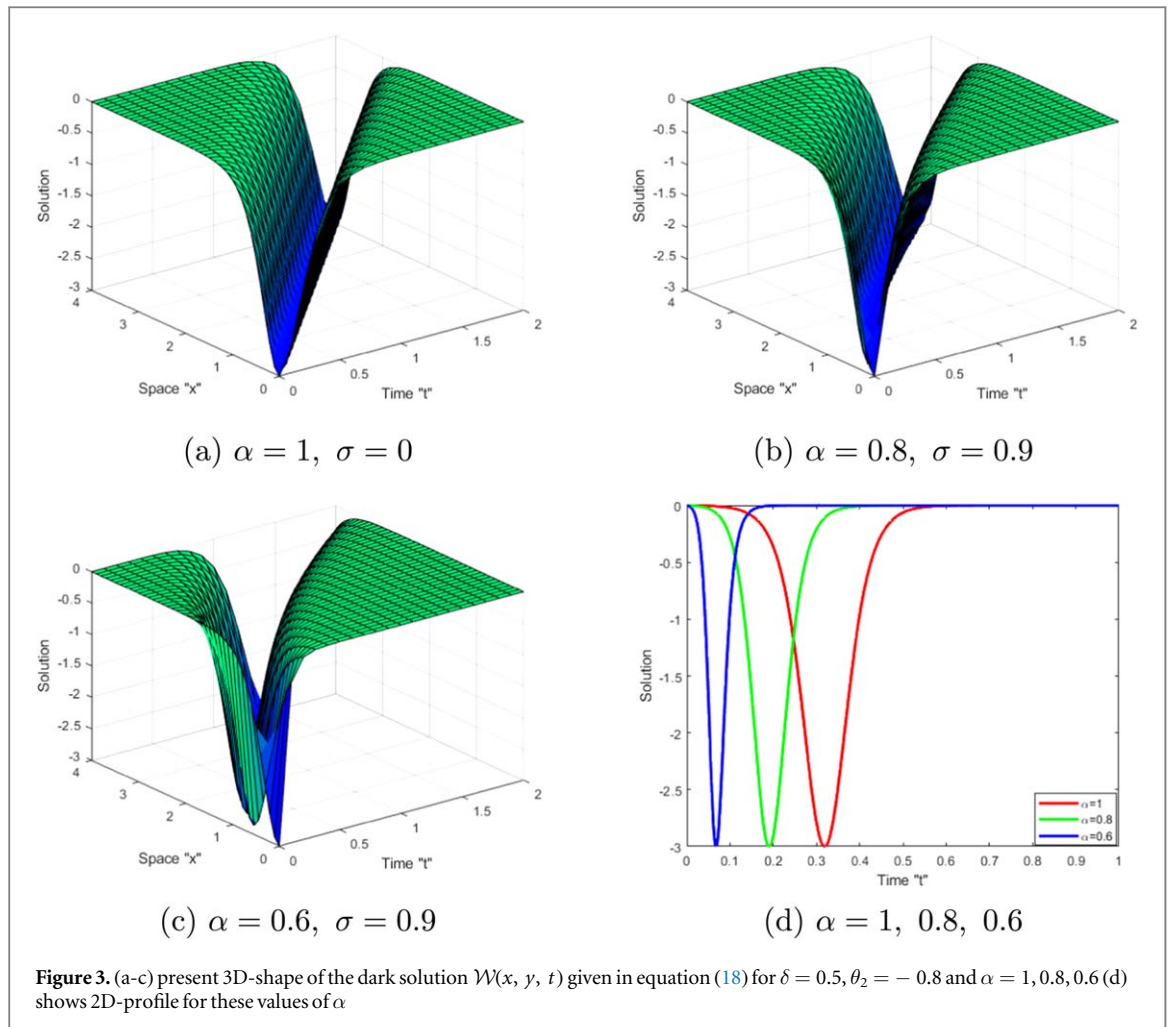 0
-0.5
-1
-1.5
-2
-2.5
-3
Solution
4
3
2
1
0
Space "x"
0
0.5
1
1.5
2
Time "t"
(a) α = 1, σ = 0
0
-0.5
-1
-1.5
-2
-2.5
-3
Solution
4
3
2
1
0
Space "x"
0
0.5
1
1.5
2
Time "t"
(b) α = 0.8, σ = 0.9
0
-0.5
-1
-1.5
-2
-2.5
-3
Solution
4
3
2
1
0
Space "x"
0
0.5
1
1.5
2
Time "t"
(c) α = 0.6, σ = 0.9
0
-0.5
-1
-1.5
-2
-2.5
-3
Solution
α=1
α=0.8
α=0.6
0 0.1 0.2 0.3 0.4 0.5 0.6 0.7 0.8 0.9 1
Time "t"
(d) α = 1, 0.8, 0.6
Figure 3. (a-c) present 3D-shape of the dark solution 𝒲(x, y, t) given in equation (18) for δ = 0.5, θ₂ = − 0.8 and α = 1, 0.8, 0.6 (d)
shows 2D-profile for these values of α